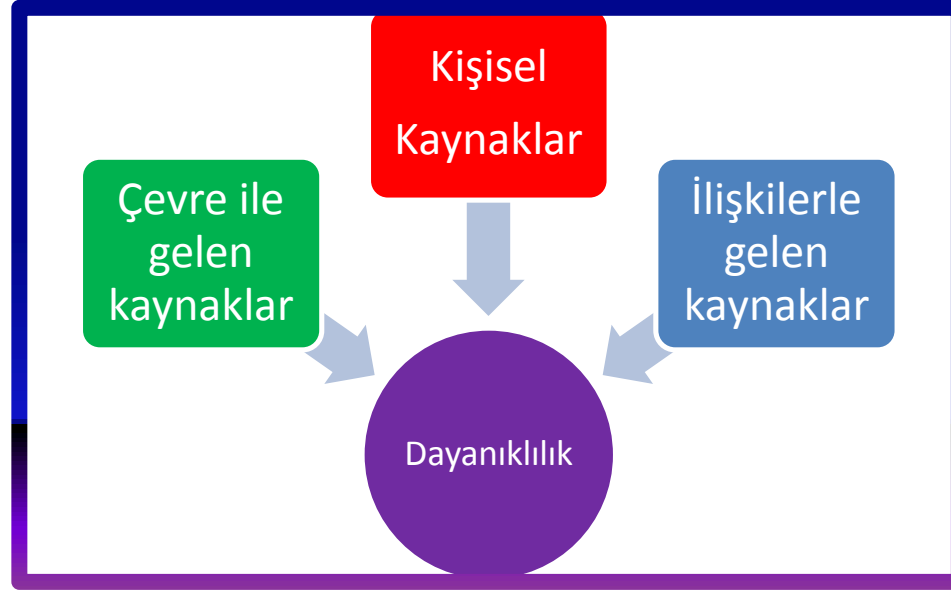 Kişisel
Kaynaklar
Çevre ile
gelen
kaynaklar
İlişkilerle
gelen
kaynaklar
Dayanıklılık